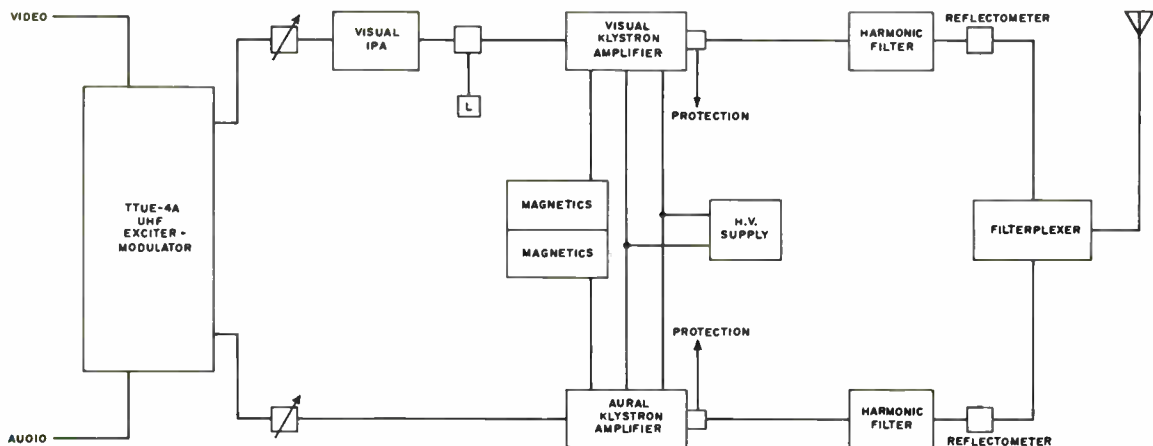 VIDEO
VISUAL
IPA
L
VISUAL
KLYSTRON
AMPLIFIER
PROTECTION
HARMONIC
FILTER
REFLECTOMETER
TTUE-4A
UHF
EXCITER-
MODULATOR
MAGNETICS
MAGNETICS
H.V.
SUPPLY
FILTERPLEXER
PROTECTION
AURAL
KLYSTRON
AMPLIFIER
HARMONIC
FILTER
REFLECTOMETER
AUDIO